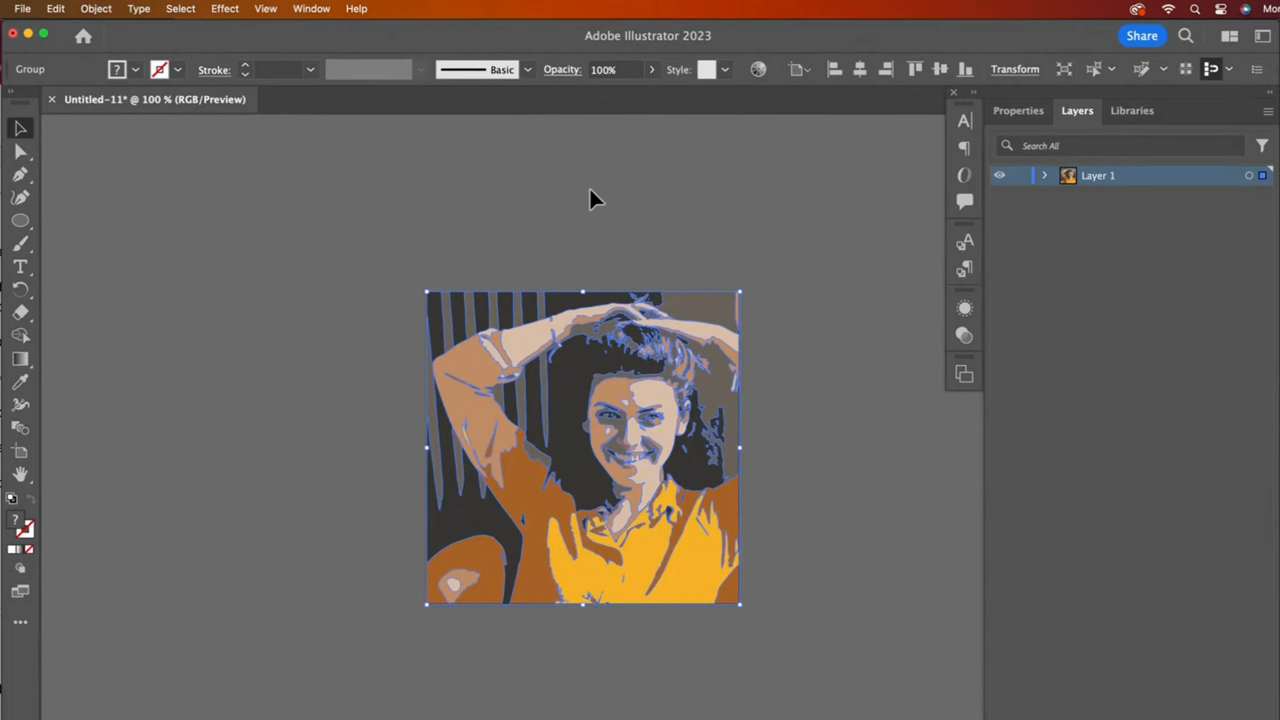 File Edit Object Type Select Effect View Window Help
Adobe Illustrator 2023
Share
Group ? Stroke: Basic Opacity: 100% Style: Transform
× Untitled-11* @ 100 % (RGB/Preview)
Properties Layers Libraries
Search All
Layer 1
?